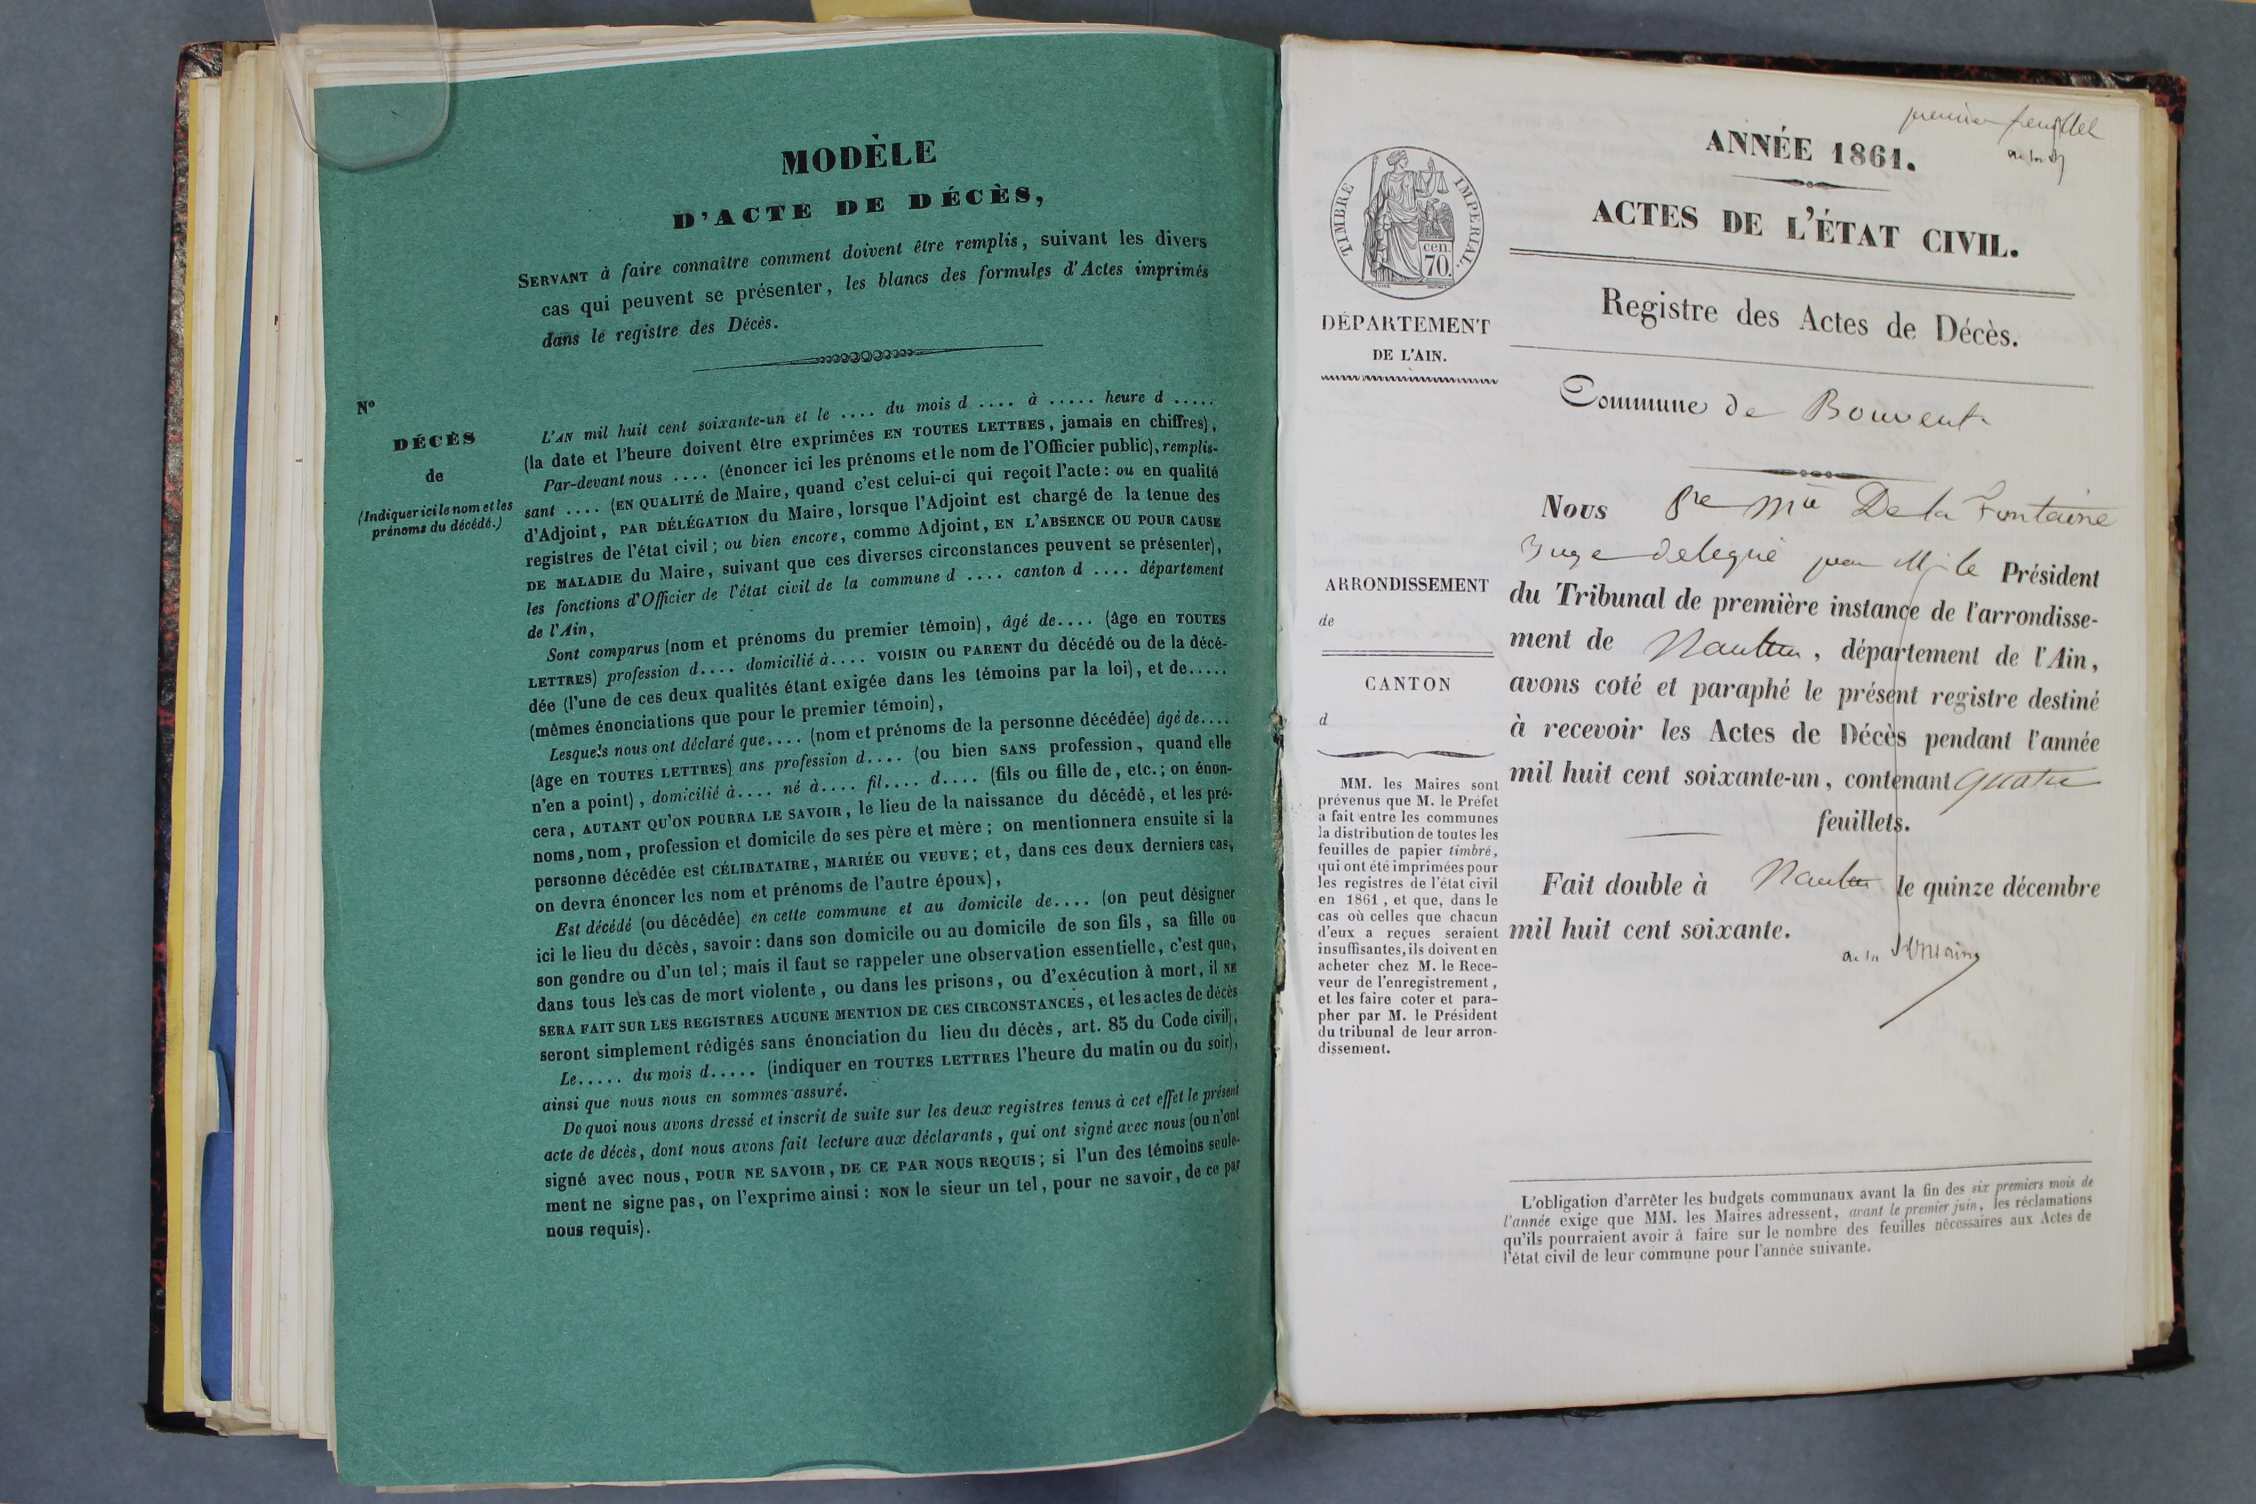 MODÈLE
D'ACTE DE DÉCÈS,
SERVANT à faire connaître comment doivent être remplis, suivant les divers
cas qui peuvent se présenter, les blancs des formules d'Actes imprimés
dans le registre des Décès.
N°
DÉCÈS
de
(Indiquer ici le nom et les
prénoms du décédé.)
L'AN mil huit cent soixante-un et le .... du mois d .... à ..... heure d .....
(la date et l'heure doivent être exprimées EN TOUTES LETTRES, jamais en chiffres),
Par-devant nous .... (énoncer ici les prénoms et le nom de l'Officier public), remplis-
sant .... (EN QUALITÉ de Maire, quand c'est celui-ci qui reçoit l'acte: ou en qualité
d'Adjoint, PAR DÉLÉGATION du Maire, lorsque l'Adjoint est chargé de la tenue des
registres de l'état civil; ou bien encore, comme Adjoint, EN L'ABSENCE OU POUR CAUSE
DE MALADIE du Maire, suivant que ces diverses circonstances peuvent se présenter),
les fonctions d'Officier de l'état civil de la commune d .... canton d .... département
de l'Ain,
Sont comparus (nom et prénoms du premier témoin), âgé de.... (âge en TOUTES
LETTRES) profession d.... domicilié à.... VOISIN OU PARENT du décédé ou de la décé-
dée (l'une de ces deux qualités étant exigée dans les témoins par la loi), et de.....
(mêmes énonciations que pour le premier témoin),
Lesquels nous ont déclaré que.... (nom et prénoms de la personne décédée) âgé de....
(âge en TOUTES LETTRES) ans profession d.... (ou bien SANS profession, quand elle
n'en a point), domicilié à.... né à.... fil.... d.... (fils ou fille de, etc.; on énon-
cera, AUTANT QU'ON POURRA LE SAVOIR, le lieu de la naissance du décédé, et les pré-
noms, nom, profession et domicile de ses père et mère; on mentionnera ensuite si la
personne décédée est CÉLIBATAIRE, MARIÉE OU VEUVE; et, dans ces deux derniers cas,
on devra énoncer les nom et prénoms de l'autre époux),
Est décédé (ou décédée) en cette commune et au domicile de.... (on peut désigner
ici le lieu du décès, savoir: dans son domicile ou au domicile de son fils, sa fille ou
son gendre ou d'un tel; mais il faut se rappeler une observation essentielle, c'est que,
dans tous les cas de mort violente, ou dans les prisons, ou d'exécution à mort, il NE
SERA FAIT SUR LES REGISTRES AUCUNE MENTION DE CES CIRCONSTANCES, et les actes de décès
seront simplement rédigés sans énonciation du lieu du décès, art. 85 du Code civil),
Le..... du mois d..... (indiquer en TOUTES LETTRES l'heure du matin ou du soir),
ainsi que nous nous en sommes assuré.
De quoi nous avons dressé et inscrit de suite sur les deux registres tenus à cet effet le présent
acte de décès, dont nous avons fait lecture aux déclarants, qui ont signé avec nous (ou n'ont
signé avec nous, POUR NE SAVOIR, DE CE PAR NOUS REQUIS; si l'un des témoins seule-
ment ne signe pas, on l'exprime ainsi: NON le sieur un tel, pour ne savoir, de ce par
nous requis).
premier feuillet
de la
ANNÉE 1861.
ACTES DE L'ÉTAT CIVIL.
TIMBRE IMPÉRIAL.
cen.
70.
Registre des Actes de Décès.
DÉPARTEMENT
DE L'AIN.
Commune de Bouvent
Nous Pre Mie De la Fontaine
Juge délégué par Mr le Président
du Tribunal de première instance de l'arrondisse-
ment de Nantua, département de l'Ain,
avons coté et paraphé le présent registre destiné
à recevoir les Actes de Décès pendant l'année
mil huit cent soixante-un, contenant quatre
feuillets.
Fait double à Nantua le quinze décembre
mil huit cent soixante.
de la Fontaine
ARRONDISSEMENT
de
CANTON
d
MM. les Maires sont
prévenus que M. le Préfet
a fait entre les communes
la distribution de toutes les
feuilles de papier timbré,
qui ont été imprimées pour
les registres de l'état civil
en 1861, et que, dans le
cas où celles que chacun
d'eux a reçues seraient
insuffisantes, ils doivent en
acheter chez M. le Rece-
veur de l'enregistrement,
et les faire coter et para-
pher par M. le Président
du tribunal de leur arron-
dissement.
L'obligation d'arrêter les budgets communaux avant la fin des six premiers mois de
l'année exige que MM. les Maires adressent, avant le premier juin, les réclamations
qu'ils pourraient avoir à faire sur le nombre des feuilles nécessaires aux Actes de
l'état civil de leur commune pour l'année suivante.